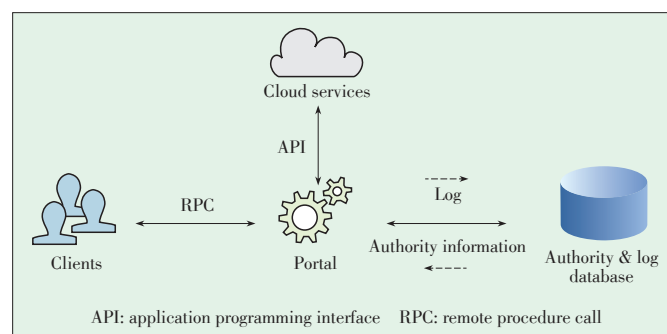 Cloud services
API
RPC
Log
Clients
Portal
Authority information
Authority & log
database
API: application programming interface RPC: remote procedure call